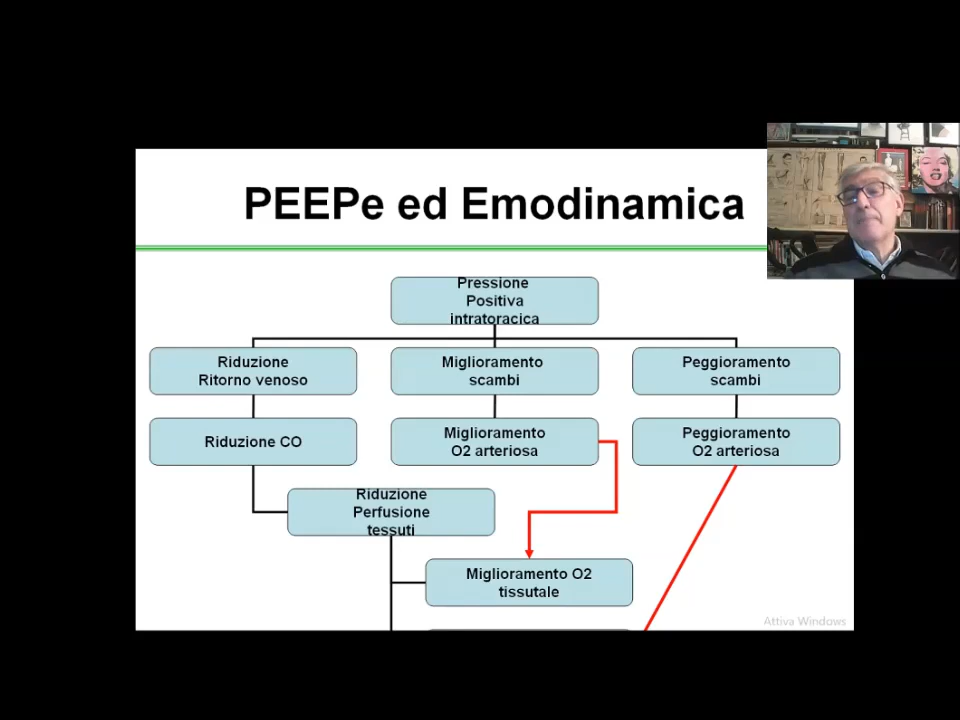 PEEPe ed Emodinamica
Pressione
Positiva
intratoracica
Riduzione
Ritorno venoso
Miglioramento
scambi
Peggioramento
scambi
Riduzione CO
Miglioramento
O2 arteriosa
Peggioramento
O2 arteriosa
Riduzione
Perfusione
tessuti
Miglioramento O2
tissutale
Attiva Windows